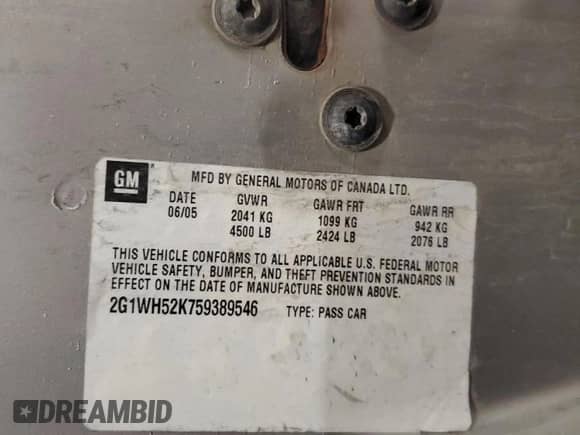 GM
MFD BY GENERAL MOTORS OF CANADA LTD.
DATE GVWR GAWR FRT GAWR RR
06/05 2041 KG 1099 KG 942 KG
4500 LB 2424 LB 2076 LB
THIS VEHICLE CONFORMS TO ALL APPLICABLE U.S. FEDERAL MOTOR
VEHICLE SAFETY, BUMPER, AND THEFT PREVENTION STANDARDS IN
EFFECT ON THE DATE OF MANUFACTURE SHOWN ABOVE.
2G1WH52K759389546 TYPE: PASS CAR
DREAMBID